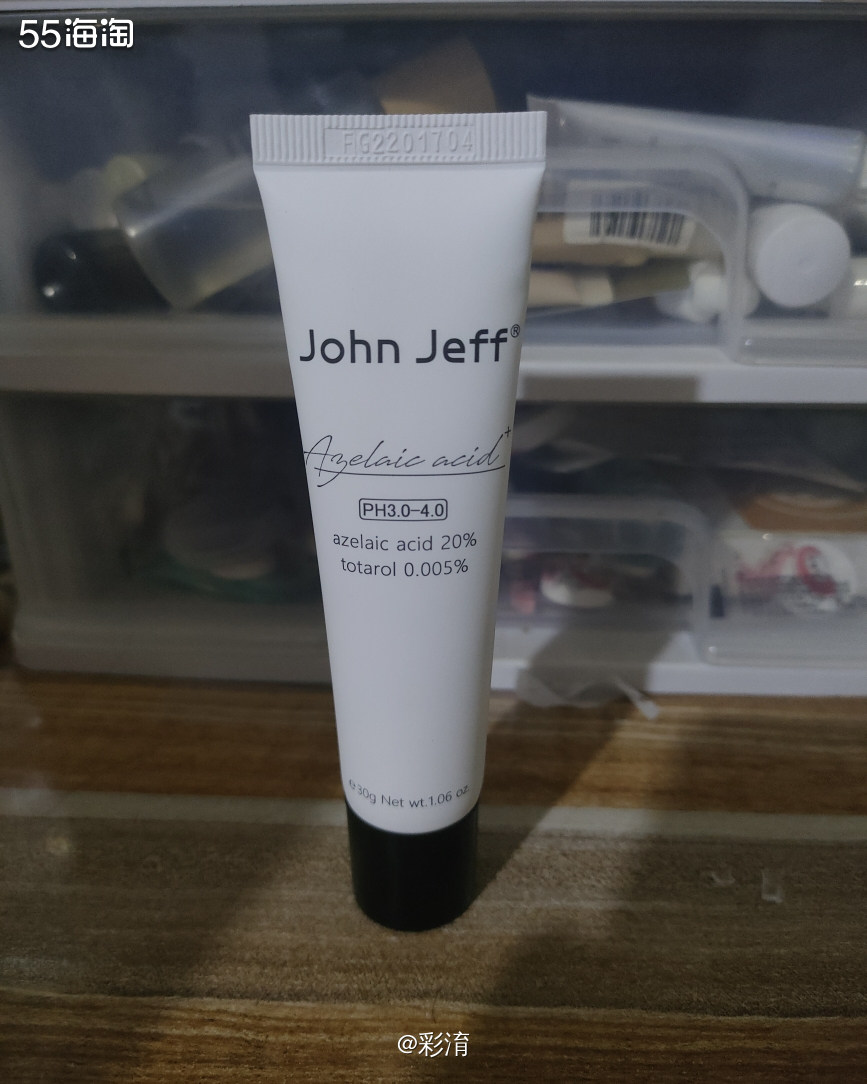 55海淘
FG2201704
John Jeff®
Azelaic acid+
PH3.0-4.0
azelaic acid 20%
totarol 0.005%
℮30g Net wt.1.06 oz.
@彩淯